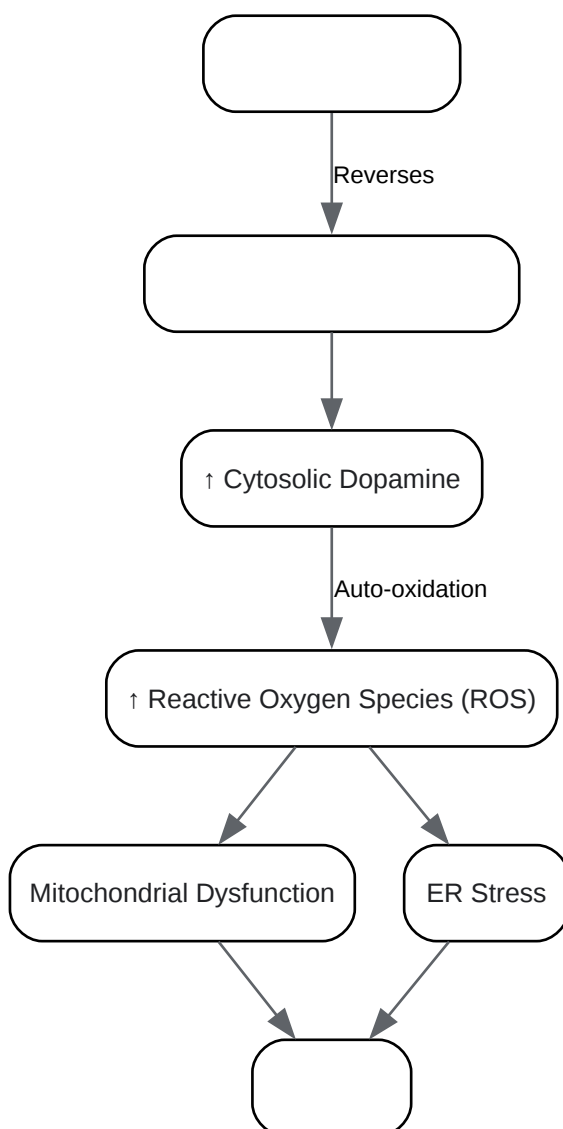 Reverses
↑ Cytosolic Dopamine
Auto-oxidation
↑ Reactive Oxygen Species (ROS)
Mitochondrial Dysfunction
ER Stress